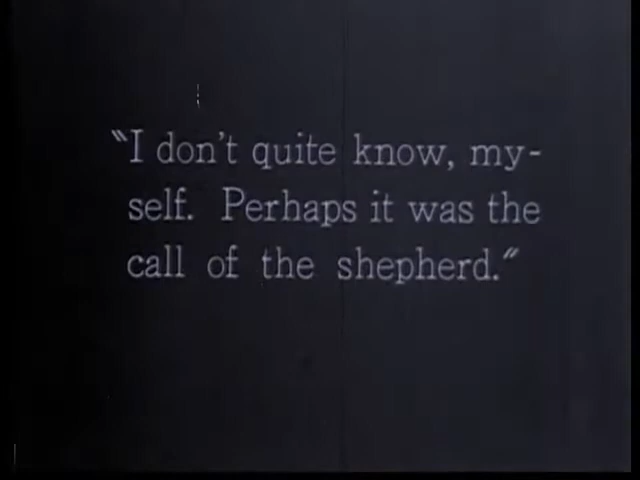 "I don't quite know, my-
self. Perhaps it was the
call of the shepherd."